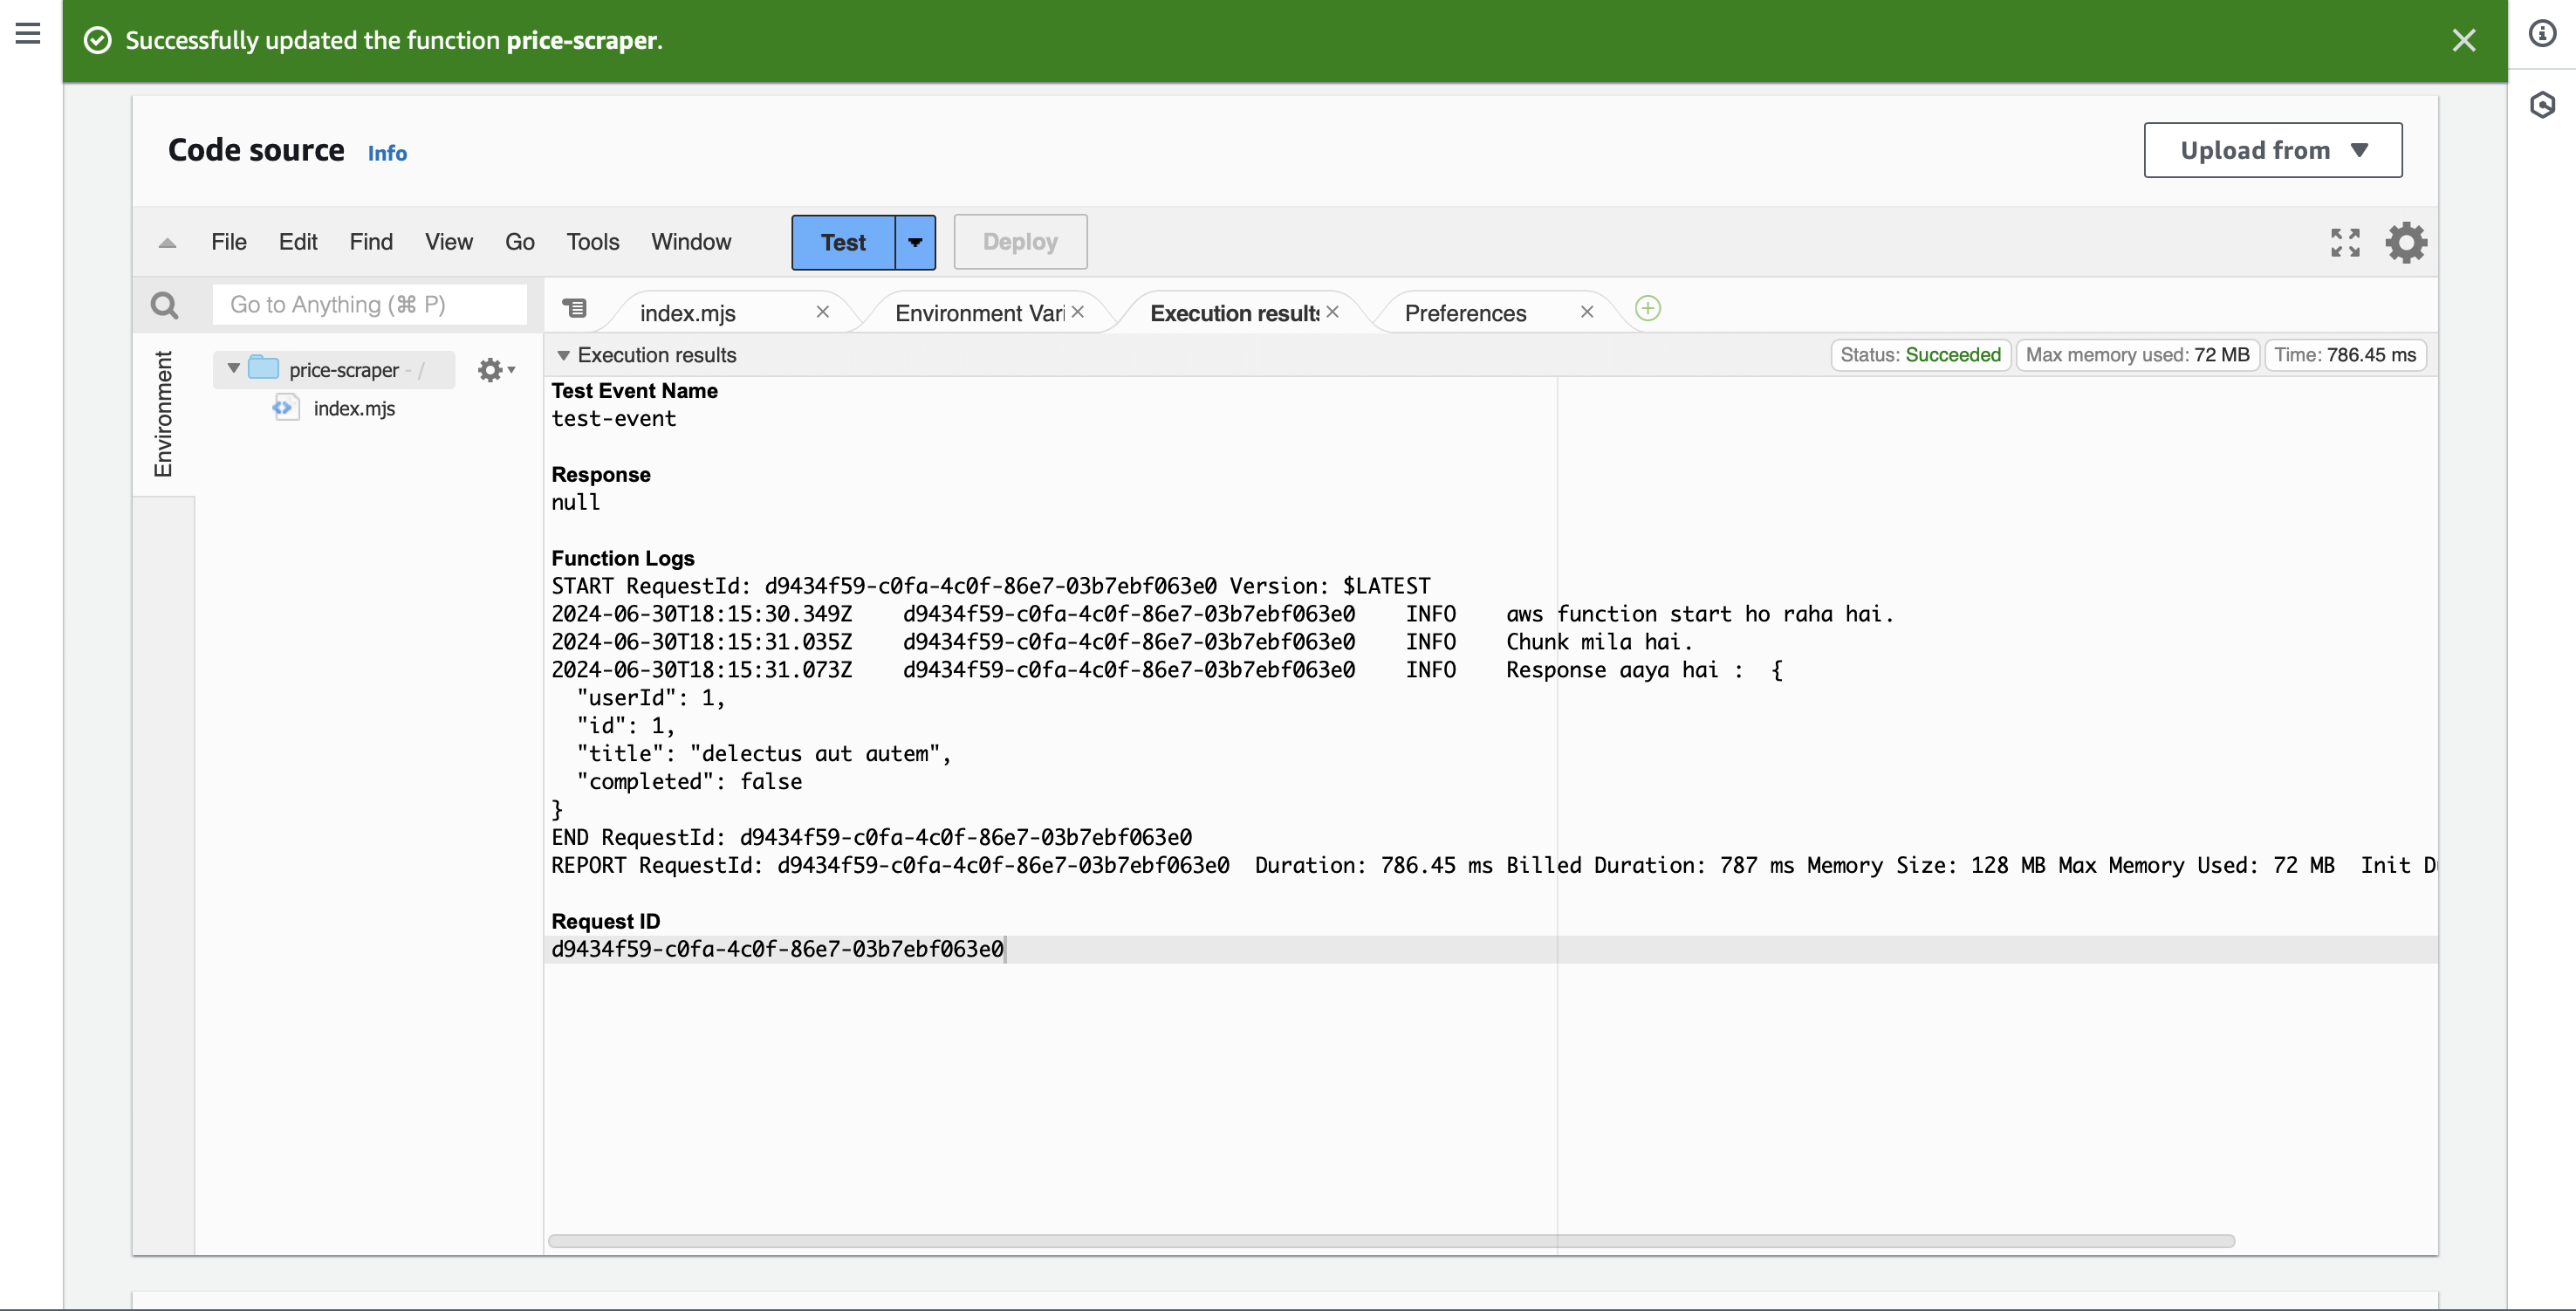 Successfully updated the function price-scraper.
Code source Info
Upload from
File Edit Find View Go Tools Window Test Deploy
Go to Anything (⌘ P)
index.mjs Environment Vari Execution results Preferences
Environment
price-scraper - /
index.mjs
Execution results
Status: Succeeded Max memory used: 72 MB Time: 786.45 ms
Test Event Name
test-event
Response
null
Function Logs
START RequestId: d9434f59-c0fa-4c0f-86e7-03b7ebf063e0 Version: $LATEST
2024-06-30T18:15:30.349Z d9434f59-c0fa-4c0f-86e7-03b7ebf063e0 INFO aws function start ho raha hai.
2024-06-30T18:15:31.035Z d9434f59-c0fa-4c0f-86e7-03b7ebf063e0 INFO Chunk mila hai.
2024-06-30T18:15:31.073Z d9434f59-c0fa-4c0f-86e7-03b7ebf063e0 INFO Response aaya hai : {
"userId": 1,
"id": 1,
"title": "delectus aut autem",
"completed": false
}
END RequestId: d9434f59-c0fa-4c0f-86e7-03b7ebf063e0
REPORT RequestId: d9434f59-c0fa-4c0f-86e7-03b7ebf063e0 Duration: 786.45 ms Billed Duration: 787 ms Memory Size: 128 MB Max Memory Used: 72 MB Init
Request ID
d9434f59-c0fa-4c0f-86e7-03b7ebf063e0